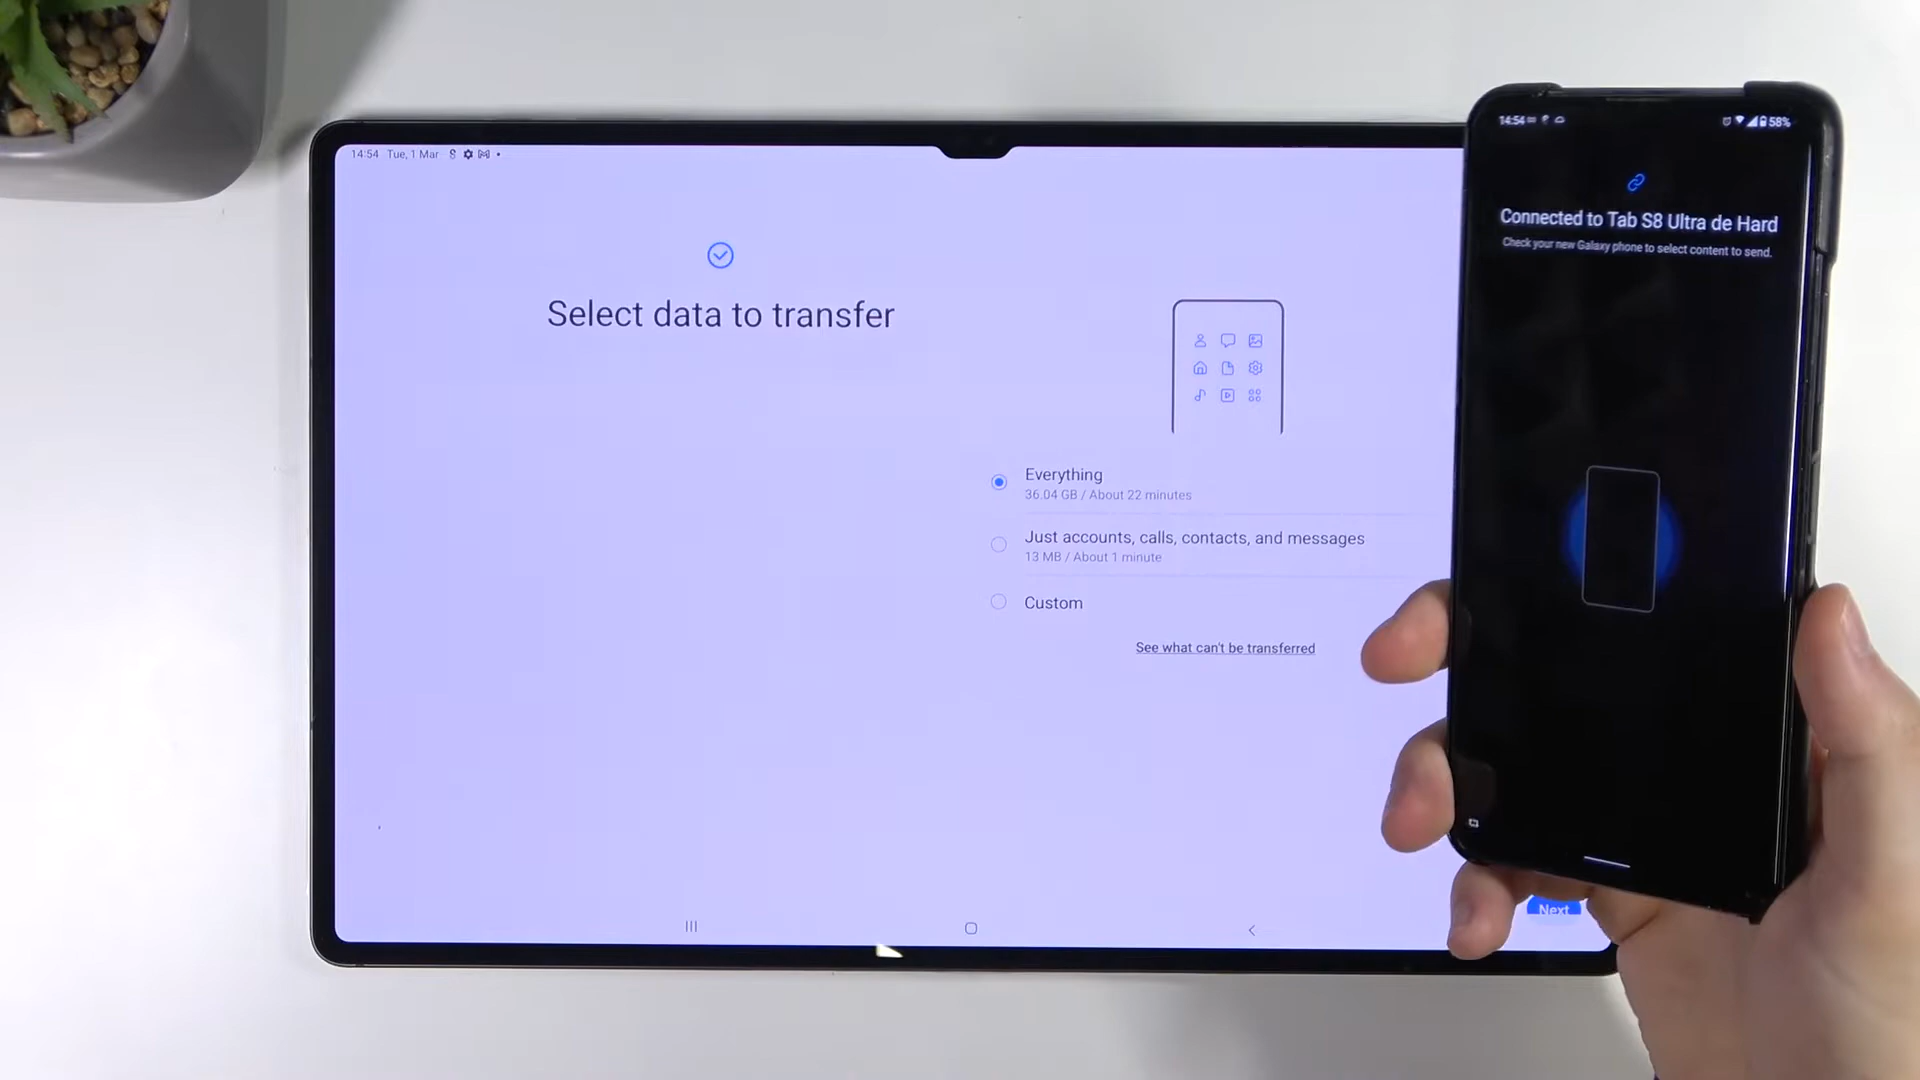 14:54 Tue, 1 Mar
Select data to transfer
Everything
36.04 GB / About 22 minutes
Just accounts, calls, contacts, and messages
13 MB / About 1 minute
Custom
See what can't be transferred
Next
14:54
58%
Connected to Tab S8 Ultra de Hard
Check your new Galaxy phone to select content to send.